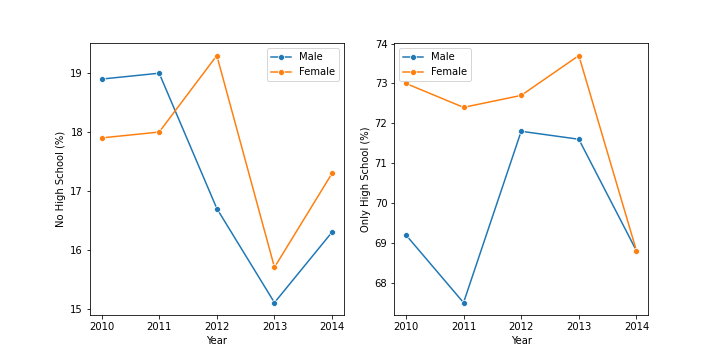 Male
Female
No High School (%)
19
18
17
16
15
2010 2011 2012 2013 2014
Year
Male
Female
Only High School (%)
74
73
72
71
70
69
68
2010 2011 2012 2013 2014
Year